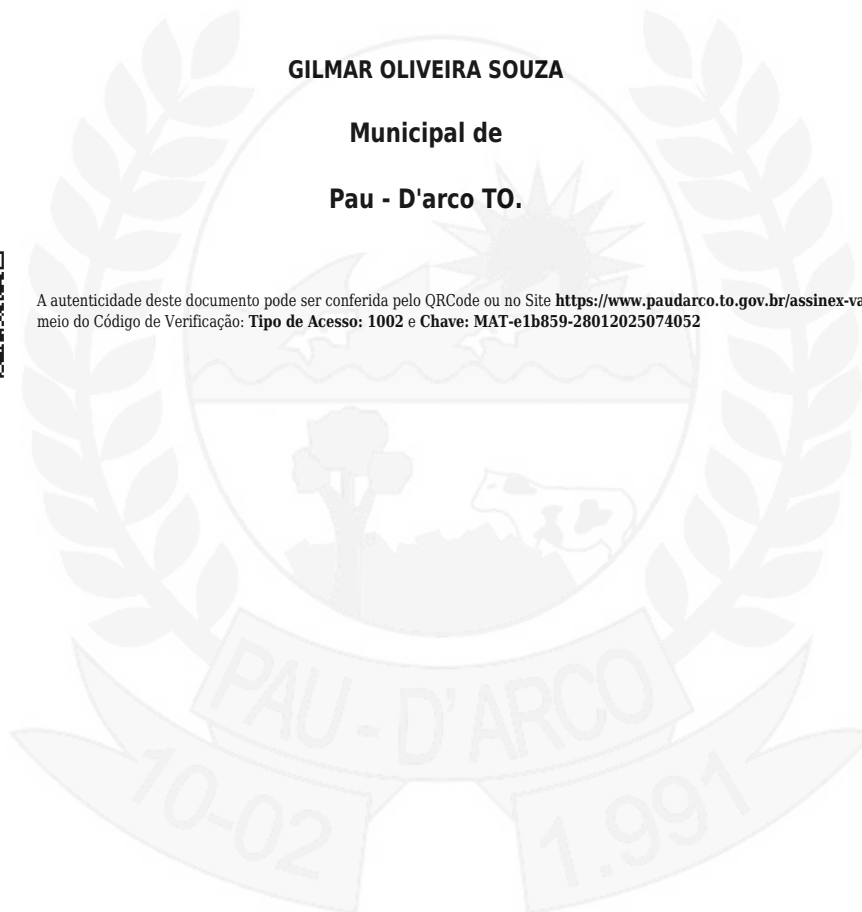 GILMAR OLIVEIRA SOUZA
Municipal de
Pau - D'arco TO.
A autenticidade deste documento pode ser conferida pelo QRCode ou no Site https://www.paudarco.to.gov.br/assinex-va
meio do Código de Verificação: Tipo de Acesso: 1002 e Chave: MAT-e1b859-28012025074052
PAU - D'ARCO
10-02
1.991